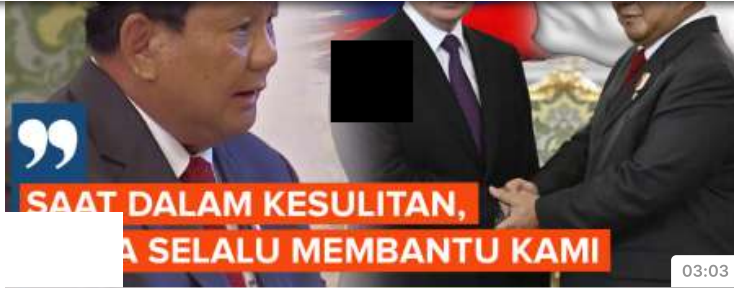 SAAT DALAM KESULITAN,
SELALU MEMBANTU KAMI
03:03